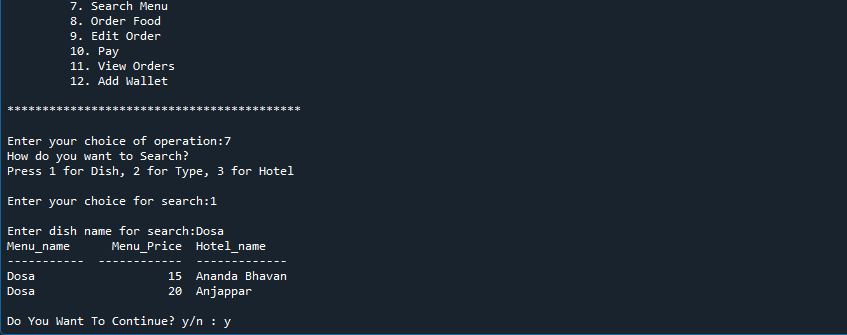 7. Search Menu
8. Order Food
9. Edit Order
10. Pay
11. View Orders
12. Add Wallet
******************************************
Enter your choice of operation:7
How do you want to Search?
Press 1 for Dish, 2 for Type, 3 for Hotel
Enter your choice for search:1
Enter dish name for search:Dosa
Menu_name      Menu_Price  Hotel_name
-----------  ------------  -------------
Dosa                   15  Ananda Bhavan
Dosa                   20  Anjappar
Do You Want To Continue? y/n : y